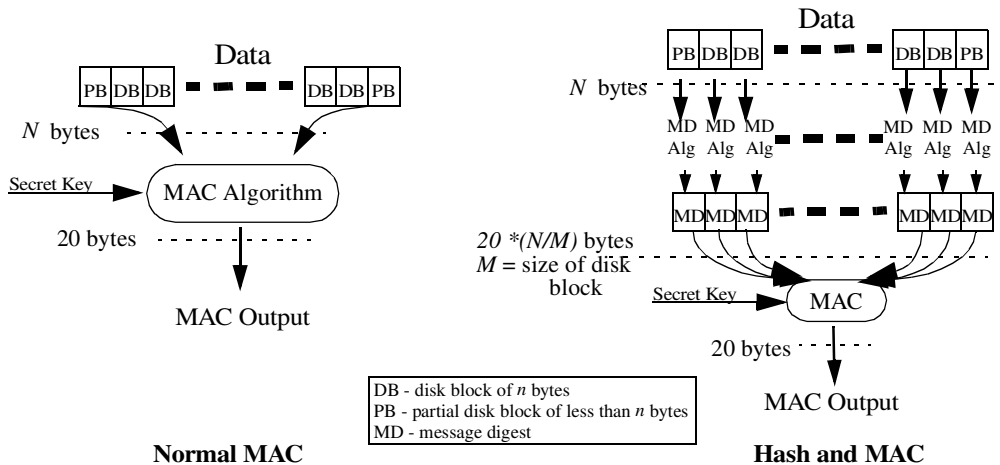 Data
PB DB DB DB DB PB
N bytes
Secret Key
MAC Algorithm
20 bytes
MAC Output
Normal MAC
Data
PB DB DB DB DB PB
N bytes
MD Alg MD Alg MD Alg MD Alg MD Alg MD Alg
MD MD MD MD MD MD
20 *(N/M) bytes
M = size of disk
block
Secret Key
MAC
20 bytes
MAC Output
Hash and MAC
DB - disk block of n bytes
PB - partial disk block of less than n bytes
MD - message digest